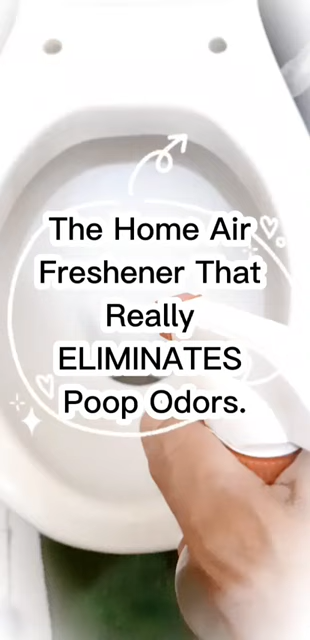 The Home Air
Freshener That
Really
ELIMINATES
Poop Odors.